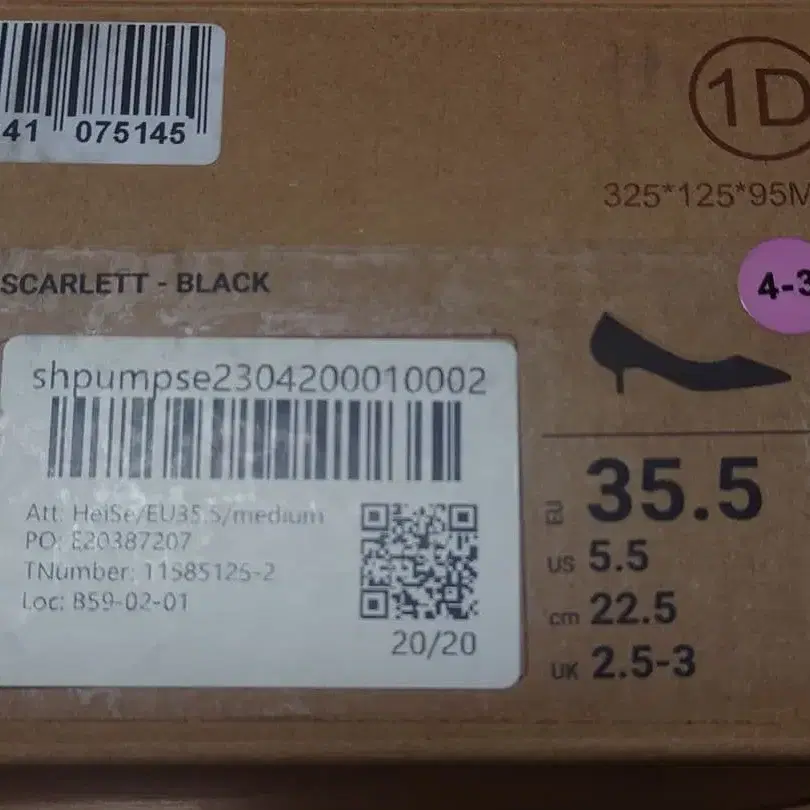 41 075145
1D
325*125*95M
SCARLETT - BLACK
4-3
shpumpse2304200010002
Att: HeiSe/EU35.5/medium
PO: E20387207
TNumber: 11585125-2
Loc: B59-02-01
20/20
EU 35.5
US 5.5
cm 22.5
UK 2.5-3